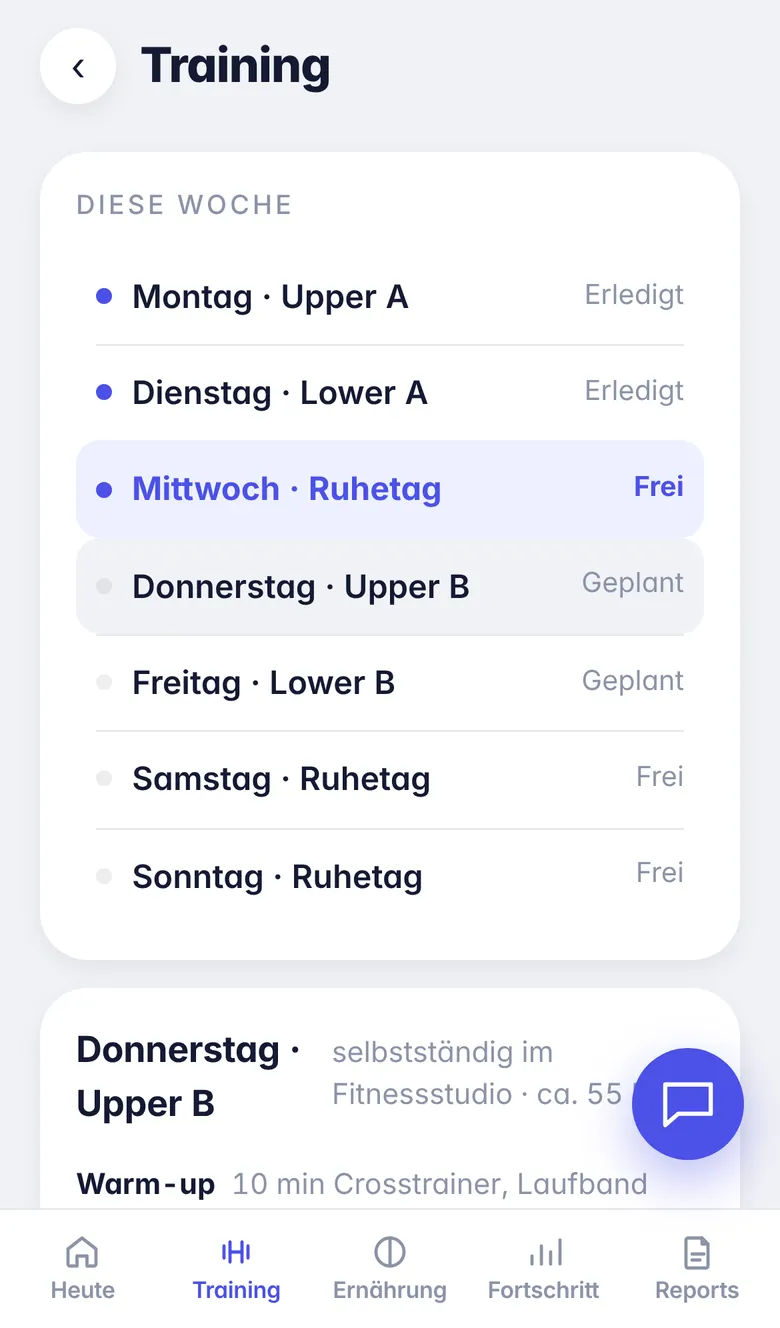 Training
DIESE WOCHE
Montag · Upper A Erledigt
Dienstag · Lower A Erledigt
Mittwoch · Ruhetag Frei
Donnerstag · Upper B Geplant
Freitag · Lower B Geplant
Samstag · Ruhetag Frei
Sonntag · Ruhetag Frei
Donnerstag ·
Upper B
selbstständig im
Fitnessstudio · ca. 55
Warm-up 10 min Crosstrainer, Laufband
Heute Training Ernährung Fortschritt Reports